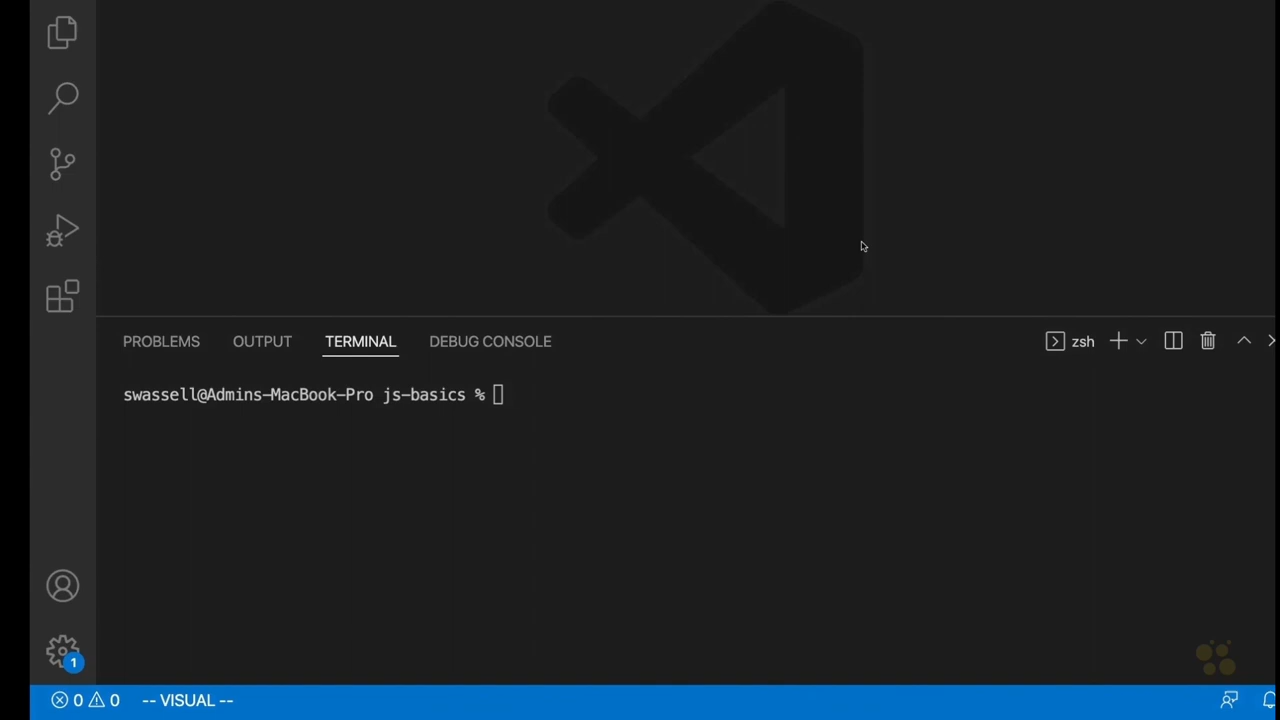 PROBLEMS OUTPUT TERMINAL DEBUG CONSOLE zsh
swassell@Admins-MacBook-Pro js-basics %
1
0 0 -- VISUAL --